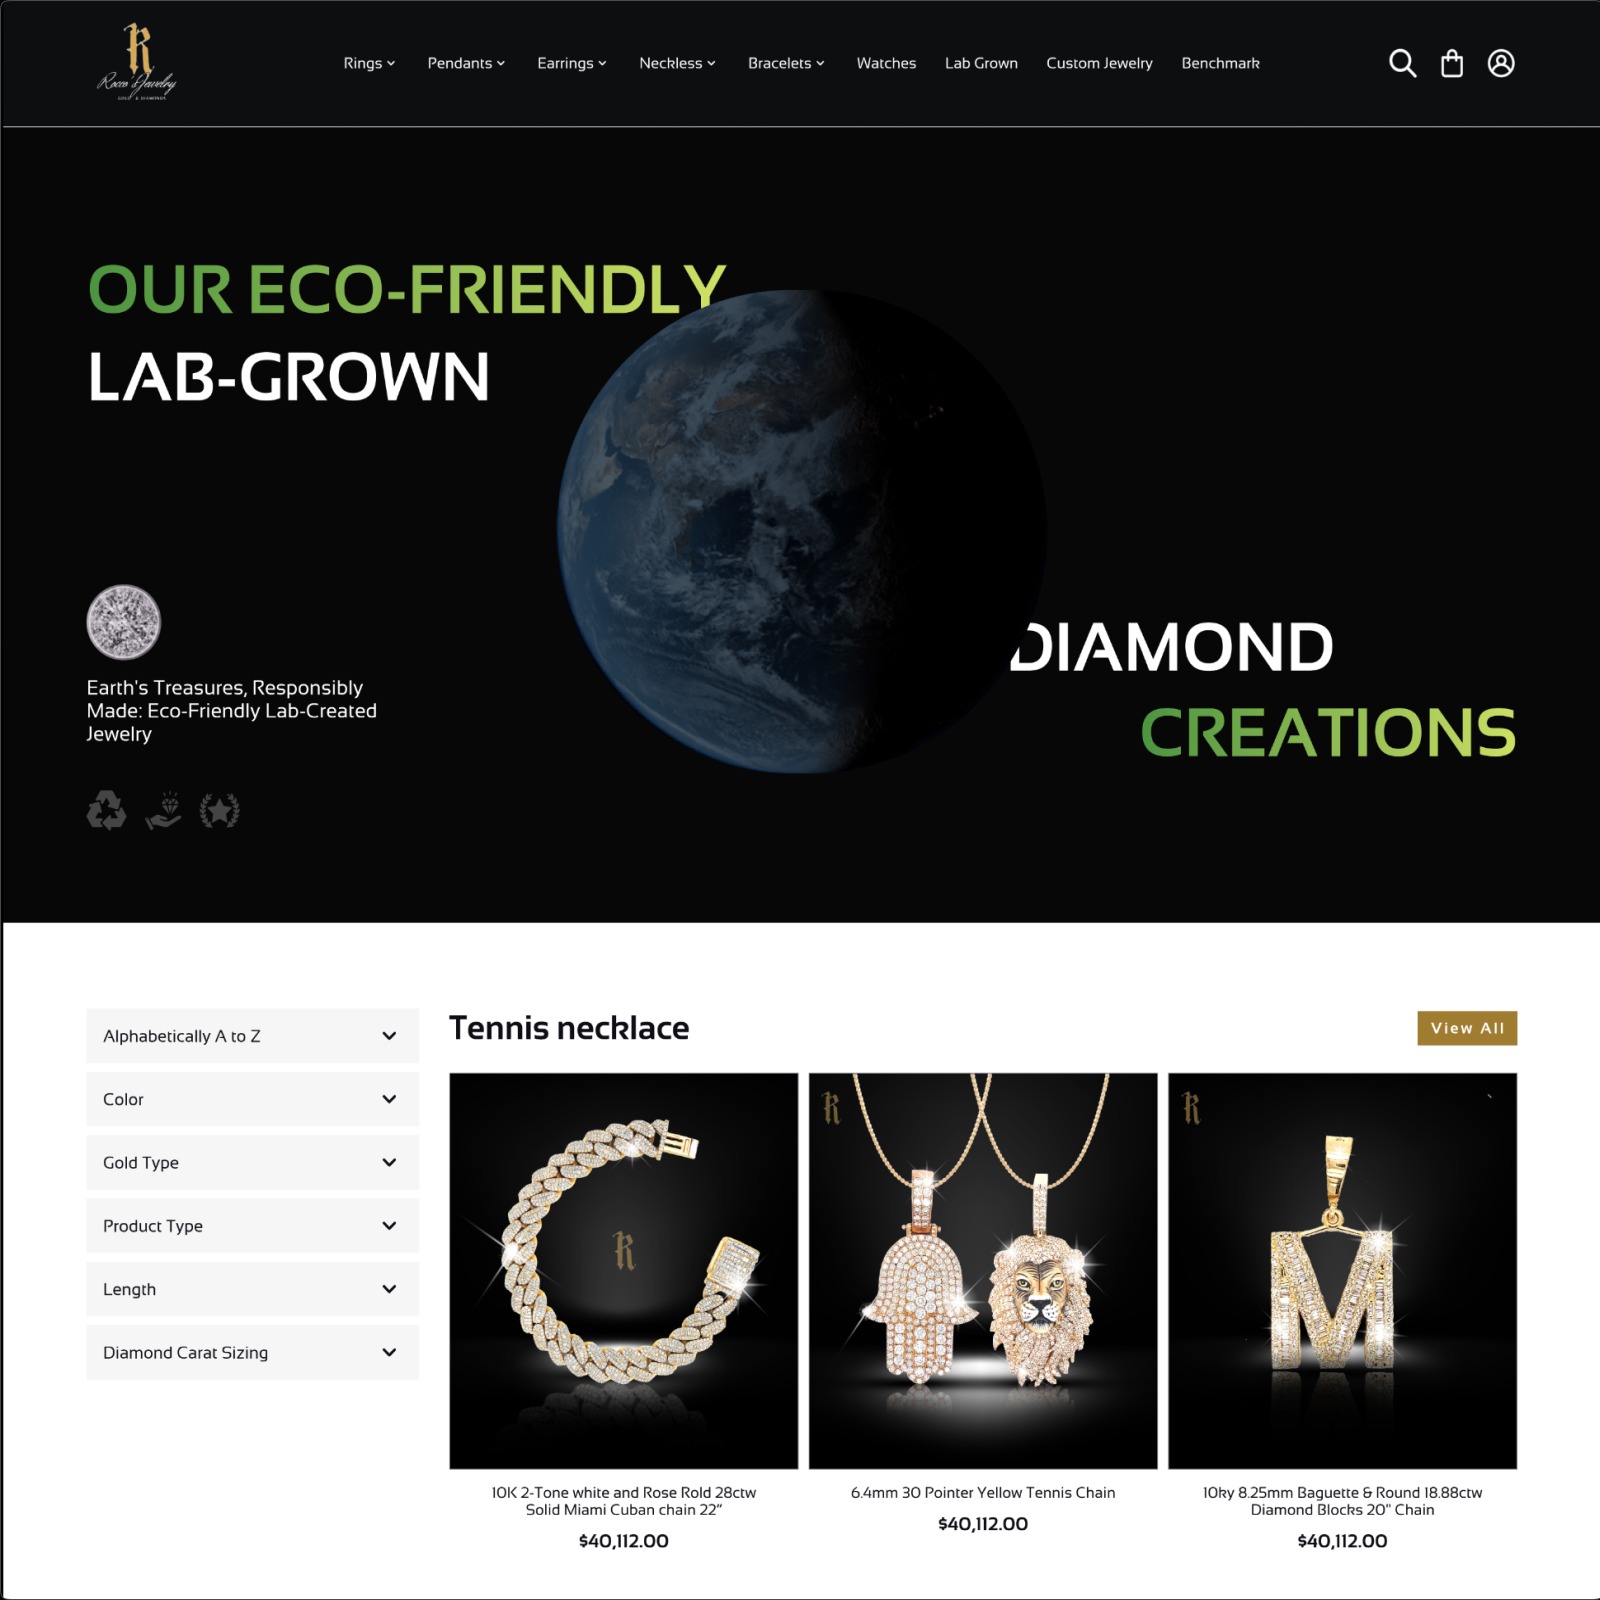 R
Rocco's Jewelry
GOLD & DIAMONDS
Rings Pendants Earrings Neckless Bracelets Watches Lab Grown Custom Jewelry Benchmark
OUR ECO-FRIENDLY
LAB-GROWN
DIAMOND
CREATIONS
Earth's Treasures, Responsibly
Made: Eco-Friendly Lab-Created
Jewelry
Alphabetically A to Z
Color
Gold Type
Product Type
Length
Diamond Carat Sizing
Tennis necklace
View All
R
R
R
M
10K 2-Tone white and Rose Rold 28ctw
Solid Miami Cuban chain 22”
$40,112.00
6.4mm 30 Pointer Yellow Tennis Chain
$40,112.00
10ky 8.25mm Baguette & Round 18.88ctw
Diamond Blocks 20" Chain
$40,112.00